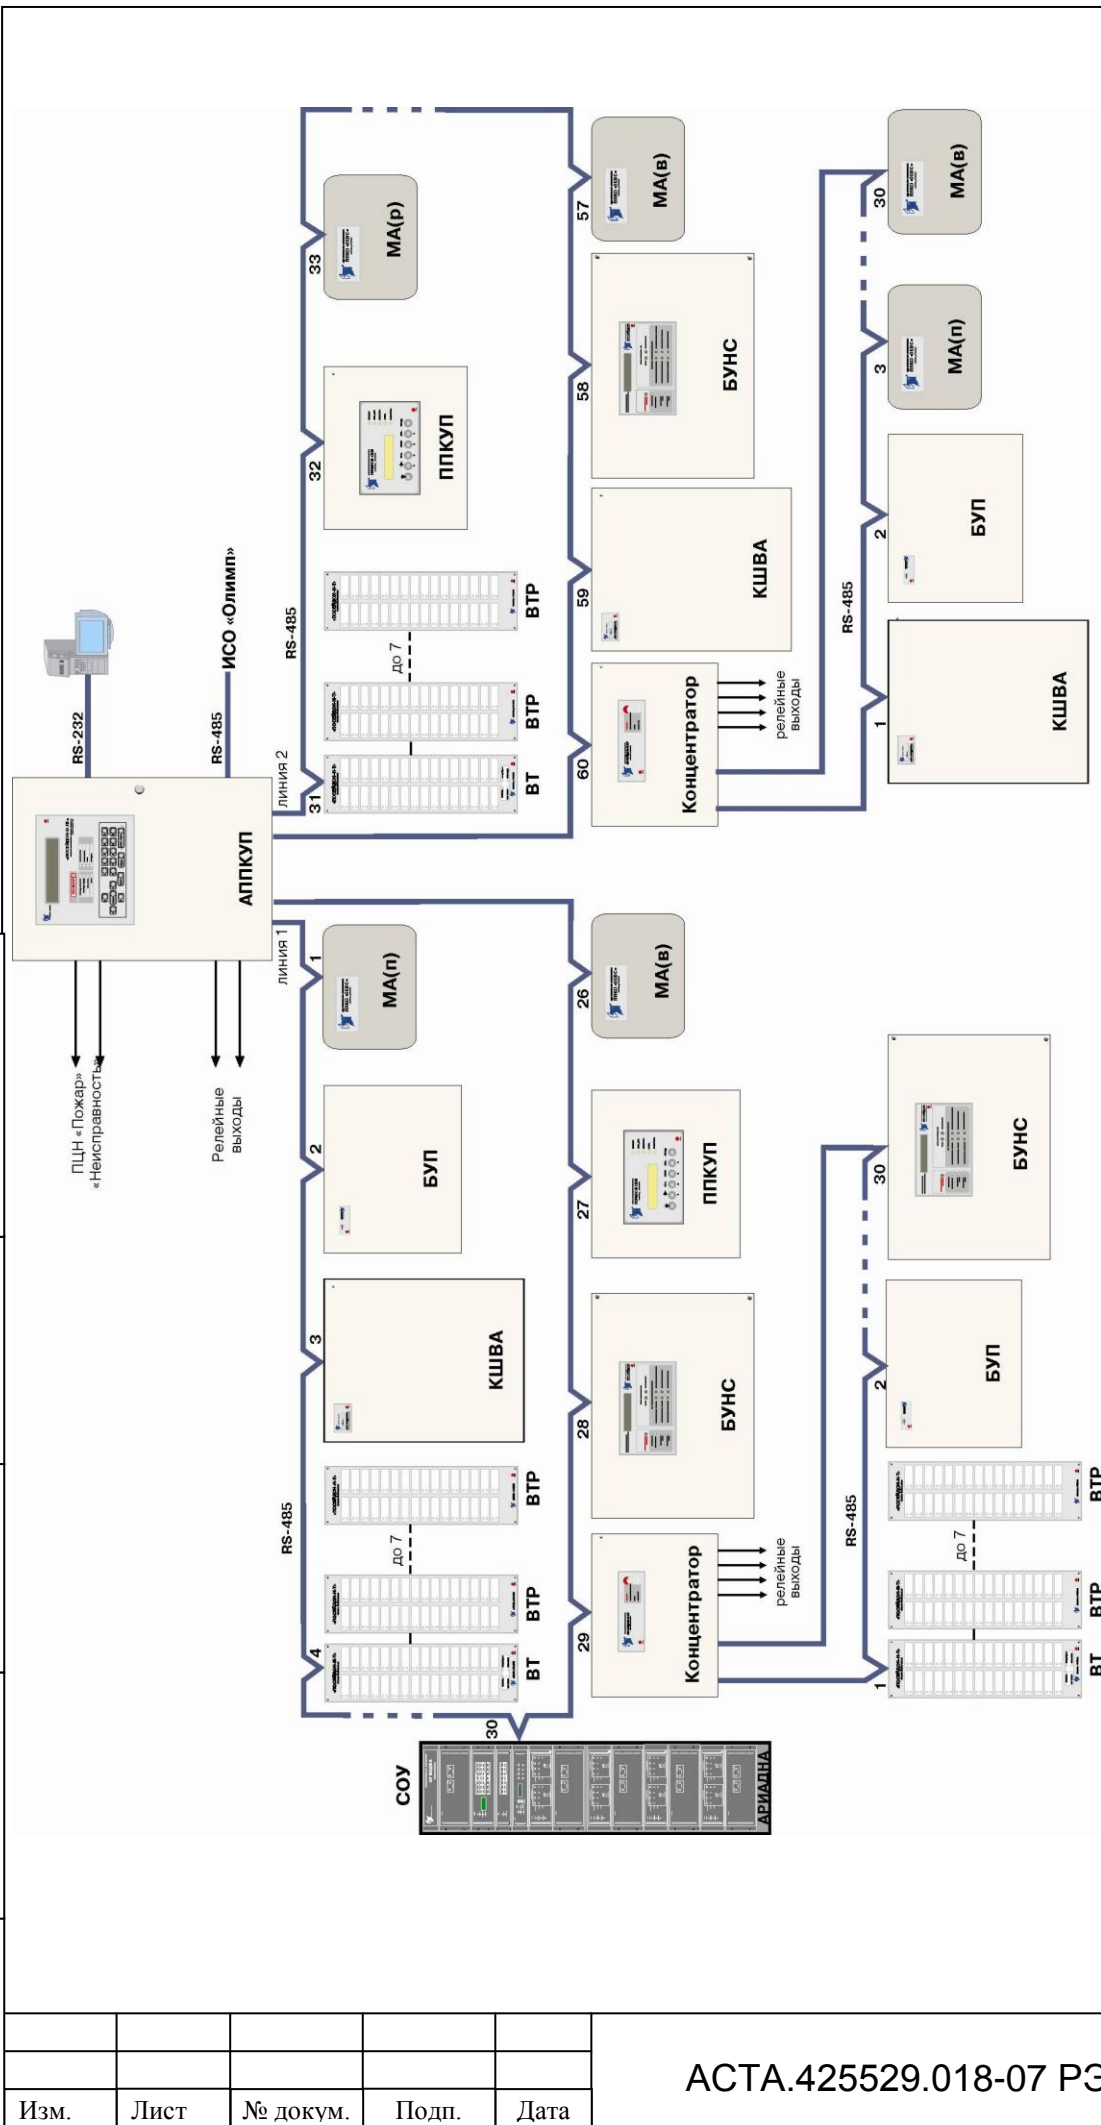 RS-232
ИСО «Олимп»
RS-485
АППКУП
ПЦН «Пожар»
«Неисправность»
Релейные
выходы
линия 1
RS-485
1
МА(п)
2
БУП
3
КШВА
4
ВТ
ВТР
до 7
ВТР
26
МА(в)
27
ППКУП
28
БУНС
29
Концентратор
релейные
выходы
30
СОУ
АРИАДНА
RS-485
1
ВТ
ВТР
до 7
ВТР
2
БУП
30
БУНС
линия 2
RS-485
31
ВТ
ВТР
до 7
ВТР
32
ППКУП
33
МА(р)
57
МА(в)
58
БУНС
59
КШВА
60
Концентратор
релейные
выходы
RS-485
1
КШВА
2
БУП
3
МА(п)
30
МА(в)
АСТА.425529.018-07 РЭ
Изм. Лист № докум. Подп. Дата